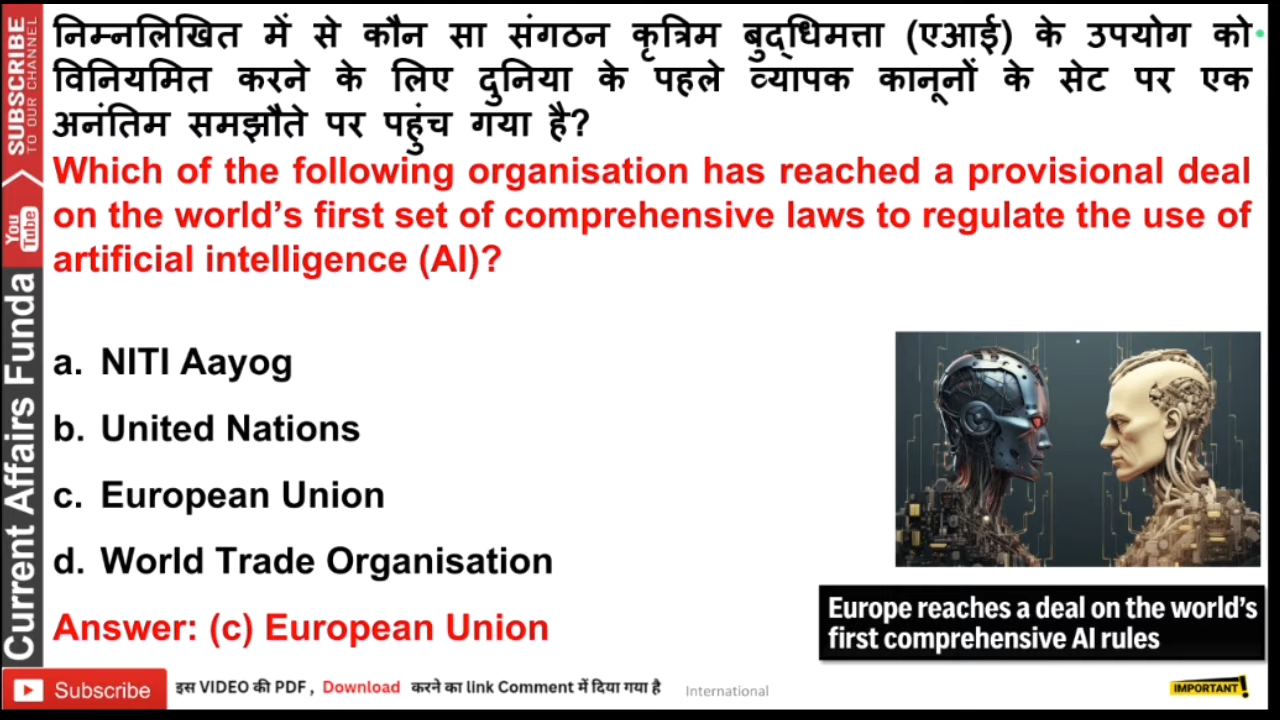 निम्नलिखित में से कौन सा संगठन कृत्रिम बुद्धिमत्ता (एआई) के उपयोग को
विनियमित करने के लिए दुनिया के पहले व्यापक कानूनों के सेट पर एक
अनंतिम समझौते पर पहुंच गया है?
Which of the following organisation has reached a provisional deal
on the world's first set of comprehensive laws to regulate the use of
artificial intelligence (AI)?
a. NITI Aayog
b. United Nations
c. European Union
d. World Trade Organisation
Answer: (c) European Union
Europe reaches a deal on the world's
first comprehensive AI rules
SUBSCRIBE
TO OUR CHANNEL
You
Tube
Current Affairs Funda
Subscribe
इस VIDEO की PDF , Download करने का link Comment में दिया गया है
International
IMPORTANT!